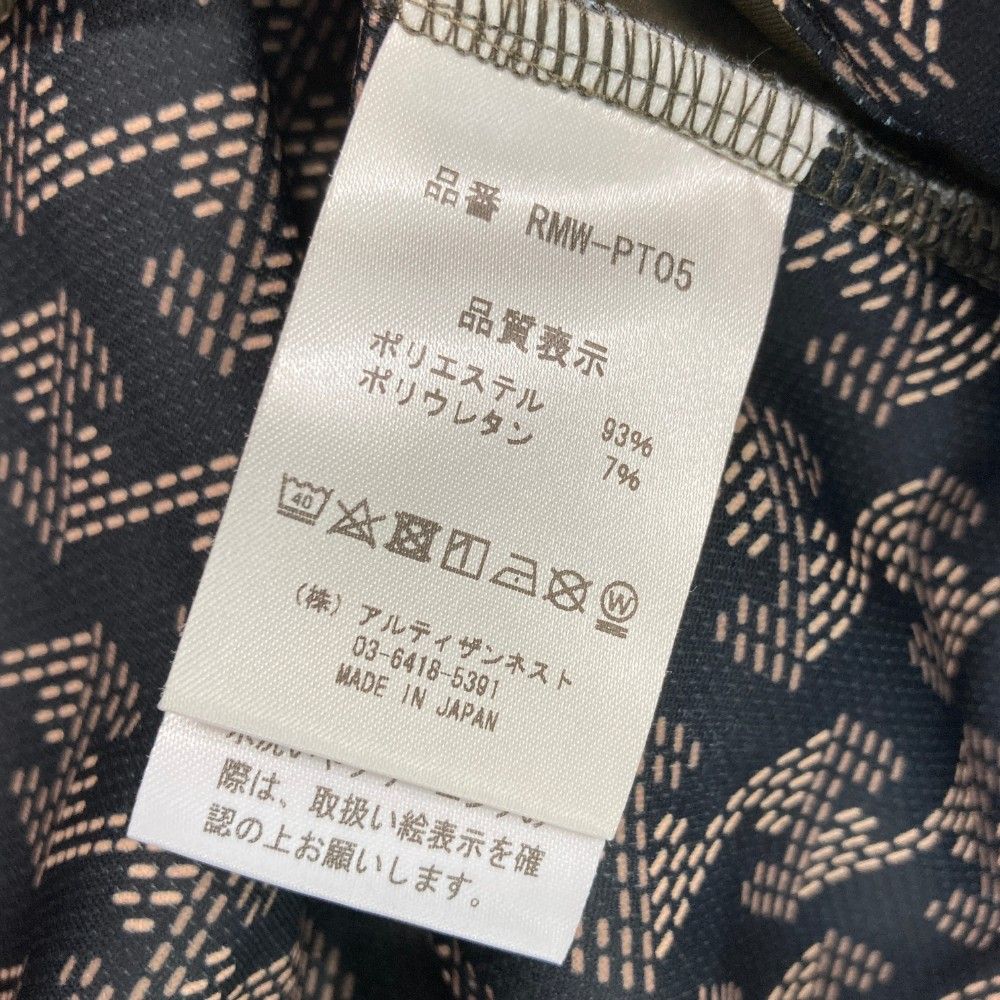 品番 RMW-PT05
品質表示
ポリエステル 93%
ポリウレタン 7%
40
W
(株) アルティザンネスト
03-6418-5391
MADE IN JAPAN
際は、取扱い絵表示を確
認の上お願いします。